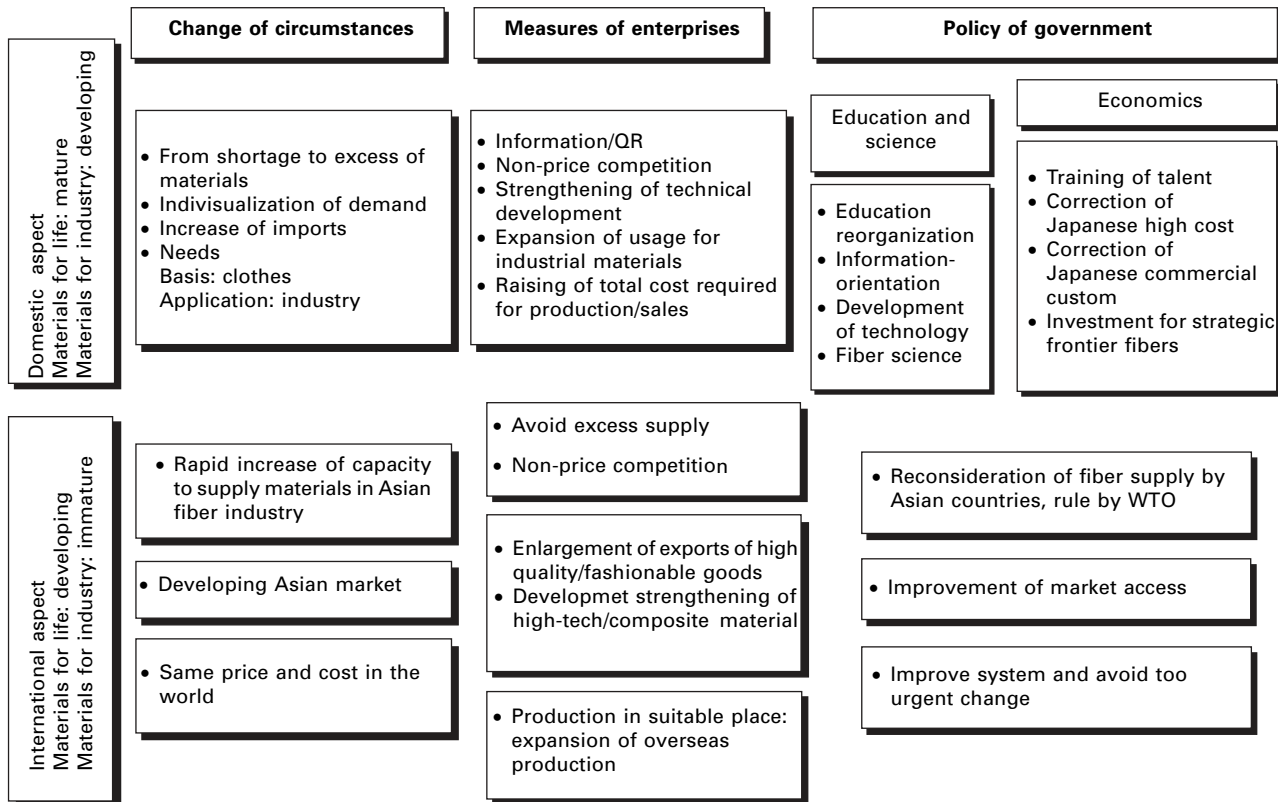 Change of circumstances
Measures of enterprises
Policy of government
Domestic aspect
Materials for life: mature
Materials for industry: developing
• From shortage to excess of
materials
• Indivisualization of demand
• Increase of imports
• Needs
Basis: clothes
Application: industry
• Information/QR
• Non-price competition
• Strengthening of technical
development
• Expansion of usage for
industrial materials
• Raising of total cost required
for production/sales
Education and
science
• Education
reorganization
• Information-
orientation
• Development
of technology
• Fiber science
Economics
• Training of talent
• Correction of
Japanese high cost
• Correction of
Japanese commercial
custom
• Investment for strategic
frontier fibers
International aspect
Materials for life: developing
Materials for industry: immature
• Rapid increase of capacity
to supply materials in Asian
fiber industry
• Developing Asian market
• Same price and cost in the
world
• Avoid excess supply
• Non-price competition
• Enlargement of exports of high
quality/fashionable goods
• Developmet strengthening of
high-tech/composite material
• Production in suitable place:
expansion of overseas
production
• Reconsideration of fiber supply by
Asian countries, rule by WTO
• Improvement of market access
• Improve system and avoid too
urgent change